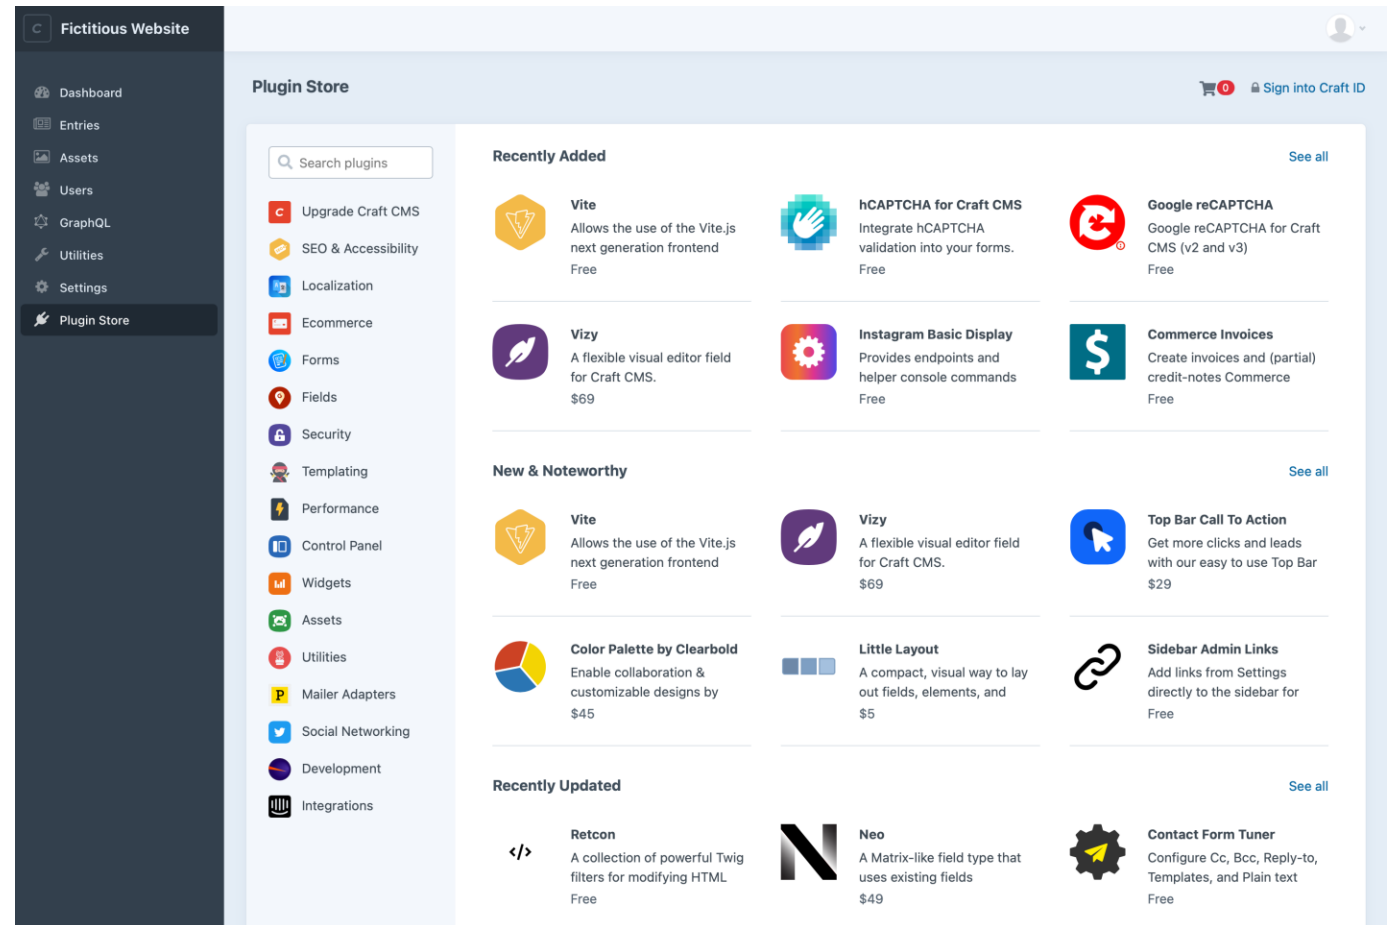 C Fictitious Website
Dashboard
Entries
Assets
Users
GraphQL
Utilities
Settings
Plugin Store
Plugin Store
0 Sign into Craft ID
Search plugins
C Upgrade Craft CMS
SEO & Accessibility
Localization
Ecommerce
Forms
Fields
Security
Templating
Performance
Control Panel
Widgets
Assets
Utilities
P Mailer Adapters
Social Networking
Development
Integrations
Recently Added
See all
Vite
Allows the use of the Vite.js
next generation frontend
Free
hCAPTCHA for Craft CMS
Integrate hCAPTCHA
validation into your forms.
Free
Google reCAPTCHA
Google reCAPTCHA for Craft
CMS (v2 and v3)
Free
Vizy
A flexible visual editor field
for Craft CMS.
$69
Instagram Basic Display
Provides endpoints and
helper console commands
Free
$
Commerce Invoices
Create invoices and (partial)
credit-notes Commerce
Free
New & Noteworthy
See all
Vite
Allows the use of the Vite.js
next generation frontend
Free
Vizy
A flexible visual editor field
for Craft CMS.
$69
Top Bar Call To Action
Get more clicks and leads
with our easy to use Top Bar
$29
Color Palette by Clearbold
Enable collaboration &
customizable designs by
$45
Little Layout
A compact, visual way to lay
out fields, elements, and
$5
Sidebar Admin Links
Add links from Settings
directly to the sidebar for
Free
Recently Updated
See all
</>
Retcon
A collection of powerful Twig
filters for modifying HTML
Free
N
Neo
A Matrix-like field type that
uses existing fields
$49
Contact Form Tuner
Configure Cc, Bcc, Reply-to,
Templates, and Plain text
Free